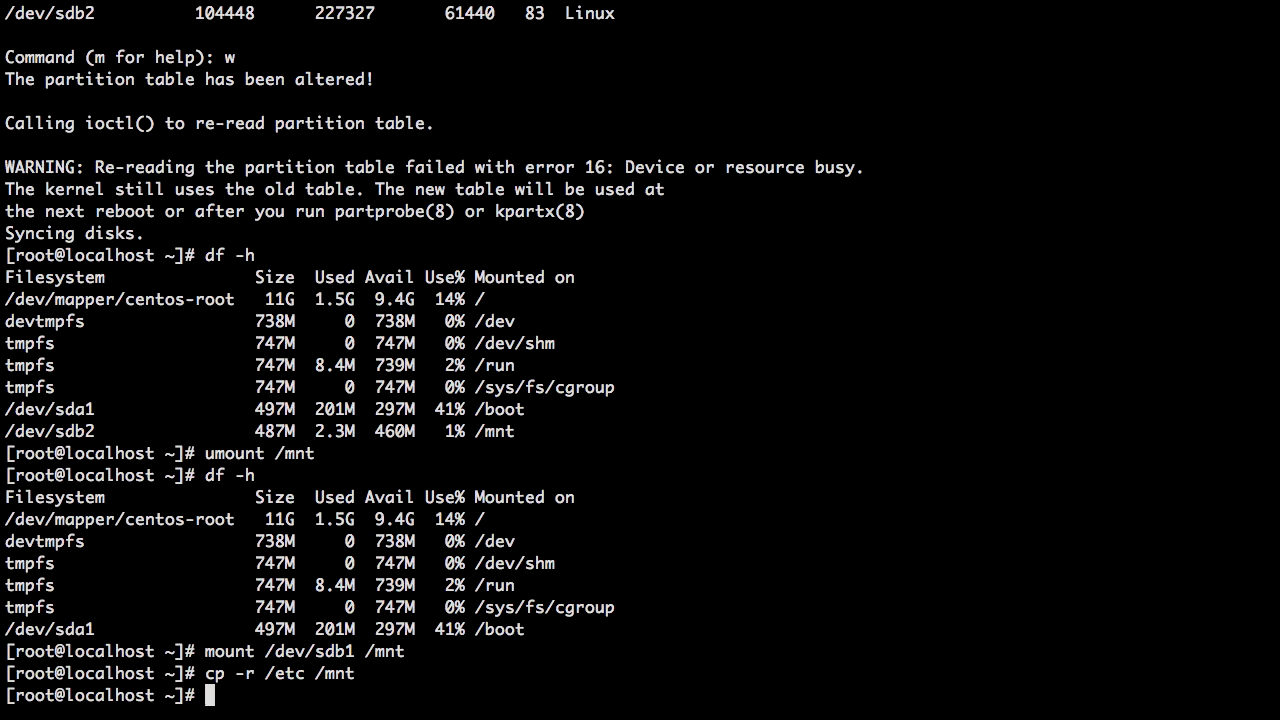 /dev/sdb2          104448      227327       61440   83  Linux

Command (m for help): w
The partition table has been altered!

Calling ioctl() to re-read partition table.

WARNING: Re-reading the partition table failed with error 16: Device or resource busy.
The kernel still uses the old table. The new table will be used at
the next reboot or after you run partprobe(8) or kpartx(8)
Syncing disks.
[root@localhost ~]# df -h
Filesystem               Size  Used Avail Use% Mounted on
/dev/mapper/centos-root   11G  1.5G  9.4G  14% /
devtmpfs                 738M     0  738M   0% /dev
tmpfs                    747M     0  747M   0% /dev/shm
tmpfs                    747M  8.4M  739M   2% /run
tmpfs                    747M     0  747M   0% /sys/fs/cgroup
/dev/sda1                497M  201M  297M  41% /boot
/dev/sdb2                487M  2.3M  460M   1% /mnt
[root@localhost ~]# umount /mnt
[root@localhost ~]# df -h
Filesystem               Size  Used Avail Use% Mounted on
/dev/mapper/centos-root   11G  1.5G  9.4G  14% /
devtmpfs                 738M     0  738M   0% /dev
tmpfs                    747M     0  747M   0% /dev/shm
tmpfs                    747M  8.4M  739M   2% /run
tmpfs                    747M     0  747M   0% /sys/fs/cgroup
/dev/sda1                497M  201M  297M  41% /boot
[root@localhost ~]# mount /dev/sdb1 /mnt
[root@localhost ~]# cp -r /etc /mnt
[root@localhost ~]#